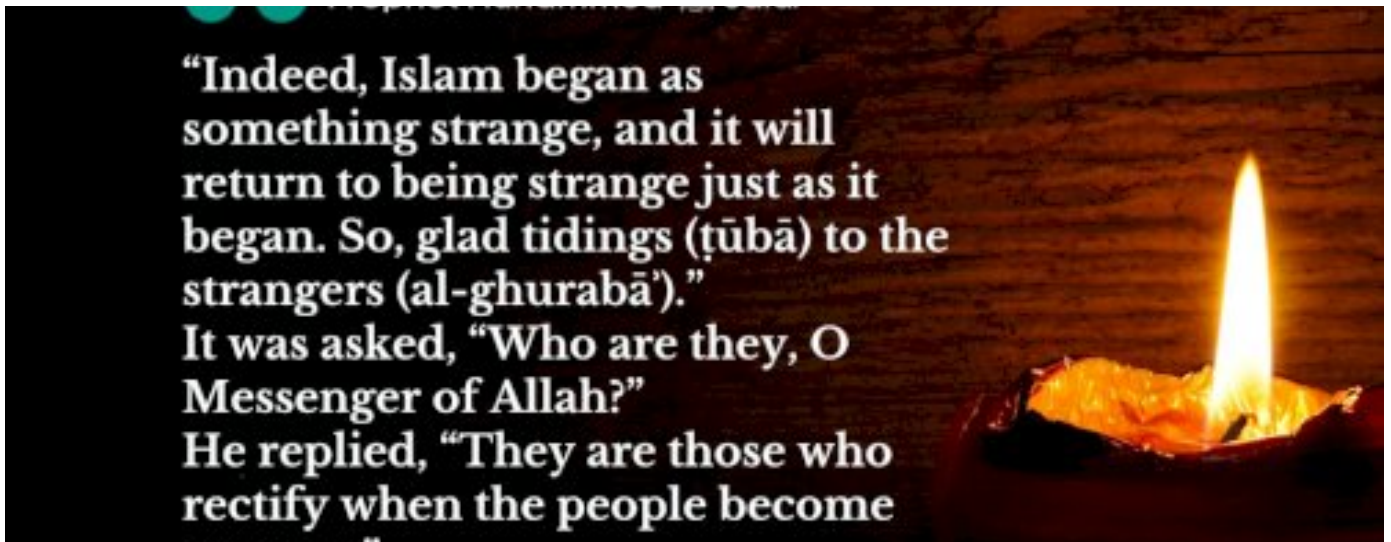 “Indeed, Islam began as
something strange, and it will
return to being strange just as it
began. So, glad tidings (ṭūbā) to the
strangers (al-ghurabā’).”
It was asked, “Who are they, O
Messenger of Allah?”
He replied, “They are those who
rectify when the people become